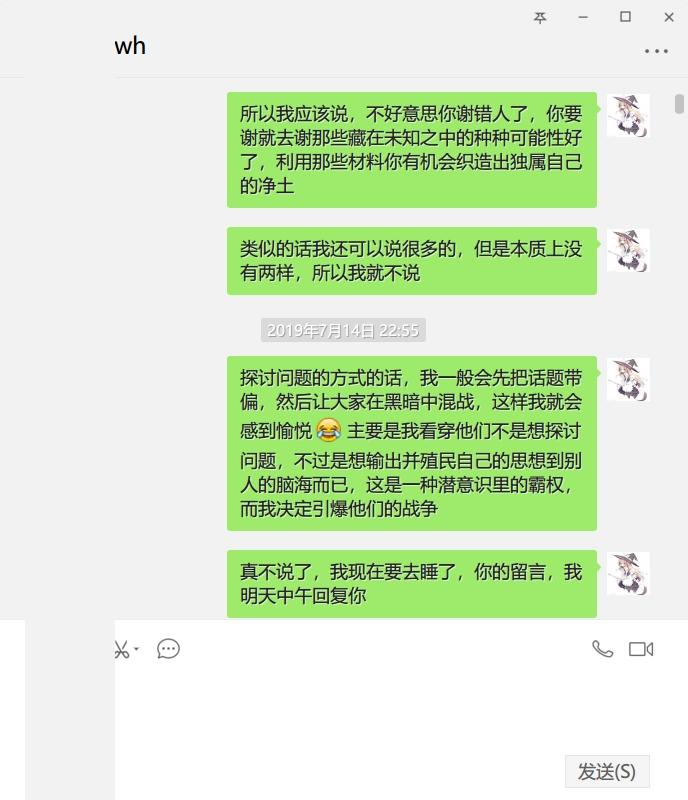 wh
所以我应该说，不好意思你谢错人了，你要
谢就去谢那些藏在未知之中的种种可能性好
了，利用那些材料你有机会织造出独属自己
的净土
类似的话我还可以说很多的，但是本质上没
有两样，所以我就不说
2019年7月14日 22:55
探讨问题的方式的话，我一般会先把话题带
偏，然后让大家在黑暗中混战，这样我就会
感到愉悦😂 主要是我看穿他们不是想探讨
问题，不过是想输出并殖民自己的思想到别
人的脑海而已，这是一种潜意识里的霸权，
而我决定引爆他们的战争
真不说了，我现在要去睡了，你的留言，我
明天中午回复你
发送(S)